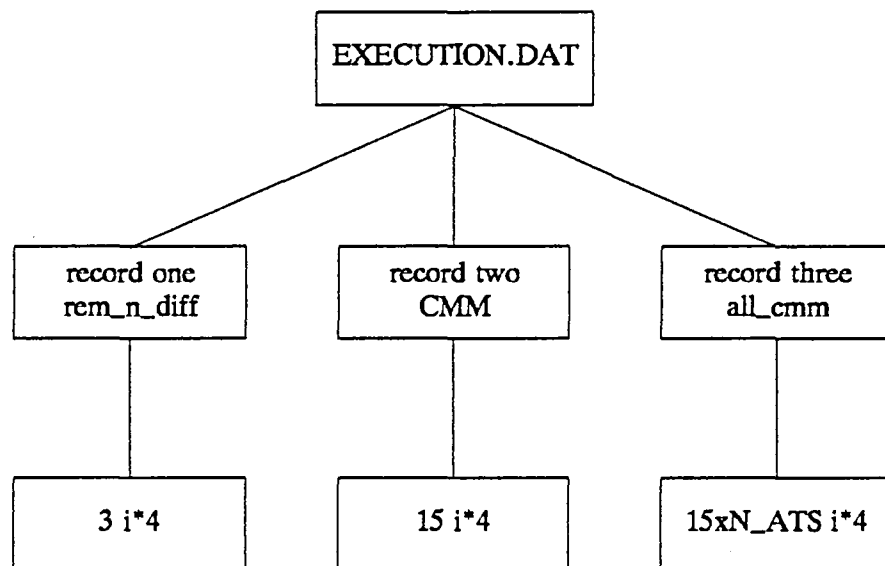 EXECUTION.DAT
record one
rem_n_diff
record two
CMM
record three
all_cmm
3 i*4
15 i*4
15xN_ATS i*4